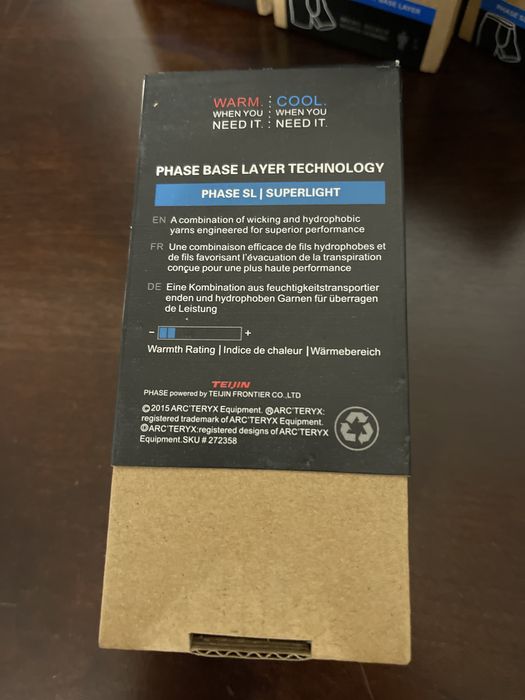 BASE LAYER
WARM. COOL.
WHEN YOU WHEN YOU
NEED IT. NEED IT.
PHASE BASE LAYER TECHNOLOGY
PHASE SL | SUPERLIGHT
EN A combination of wicking and hydrophobic
yarns engineered for superior performance
FR Une combinaison efficace de fils hydrophobes et
de fils favorisant l'évacuation de la transpiration
conçue pour une plus haute performance
DE Eine Kombination aus feuchtigkeitstransportier
enden und hydrophoben Garnen für überragen
de Leistung
- +
Warmth Rating | Indice de chaleur | Wärmebereich
TEIJIN
PHASE powered by TEIJIN FRONTIER CO.,LTD
©2015 ARC'TERYX Equipment. ®ARC'TERYX:
registered trademark of ARC'TERYX Equipment.
©ARC'TERYX:registered designs of ARC'TERYX
Equipment.SKU # 272358